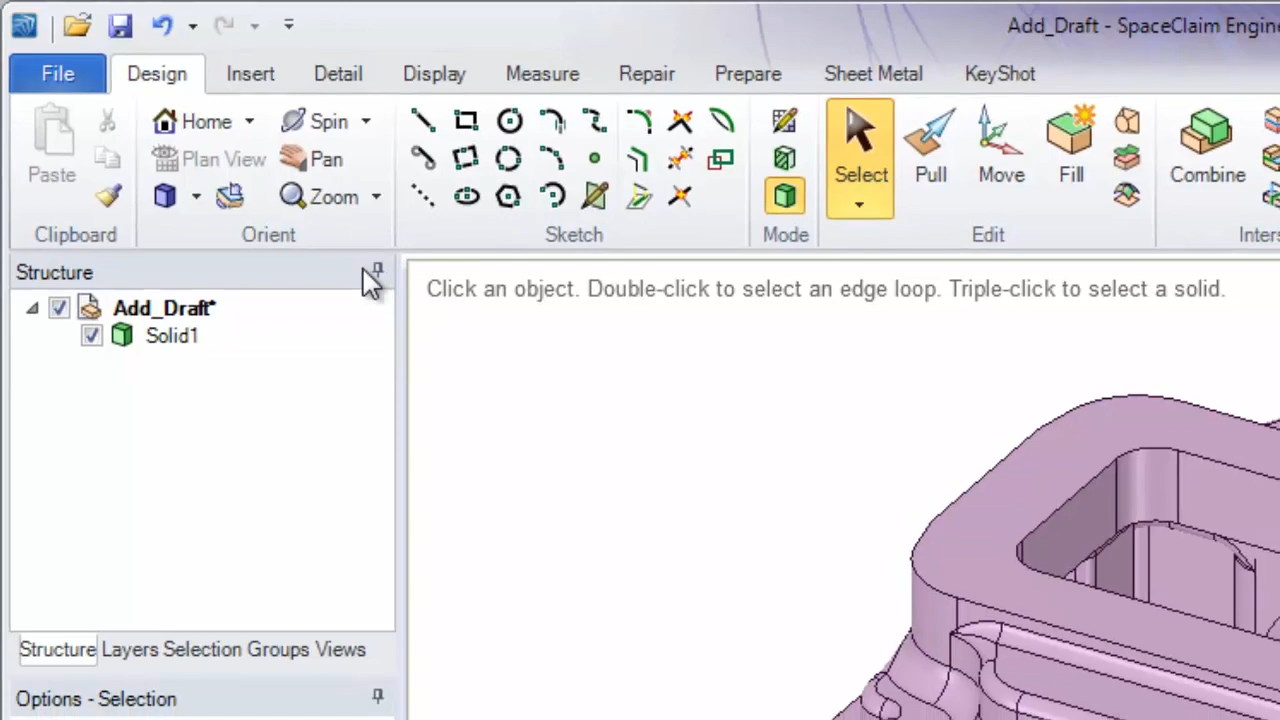 Add_Draft - SpaceClaim Engine
File Design Insert Detail Display Measure Repair Prepare Sheet Metal KeyShot
Home Spin
Paste Plan View Pan Select Pull Move Fill Combine
Zoom
Clipboard Orient Sketch Mode Edit
Structure
Click an object. Double-click to select an edge loop. Triple-click to select a solid.
Add_Draft*
Solid1
Structure Layers Selection Groups Views
Options - Selection